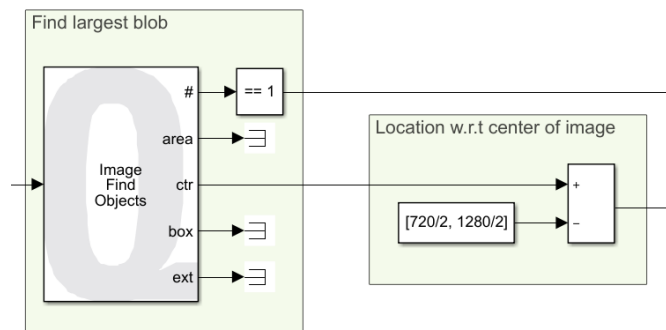 Find largest blob
#
== 1
area
Image
Find
Objects
ctr
box
ext
Location w.r.t center of image
[720/2, 1280/2]
+
−